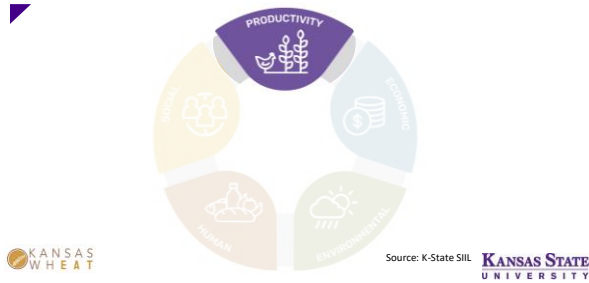 PRODUCTIVITY
SOCIAL
ECONOMIC
$
HUMAN
ENVIRONMENTAL
KANSAS
WHEAT
Source: K-State SIIL
KANSAS STATE
UNIVERSITY